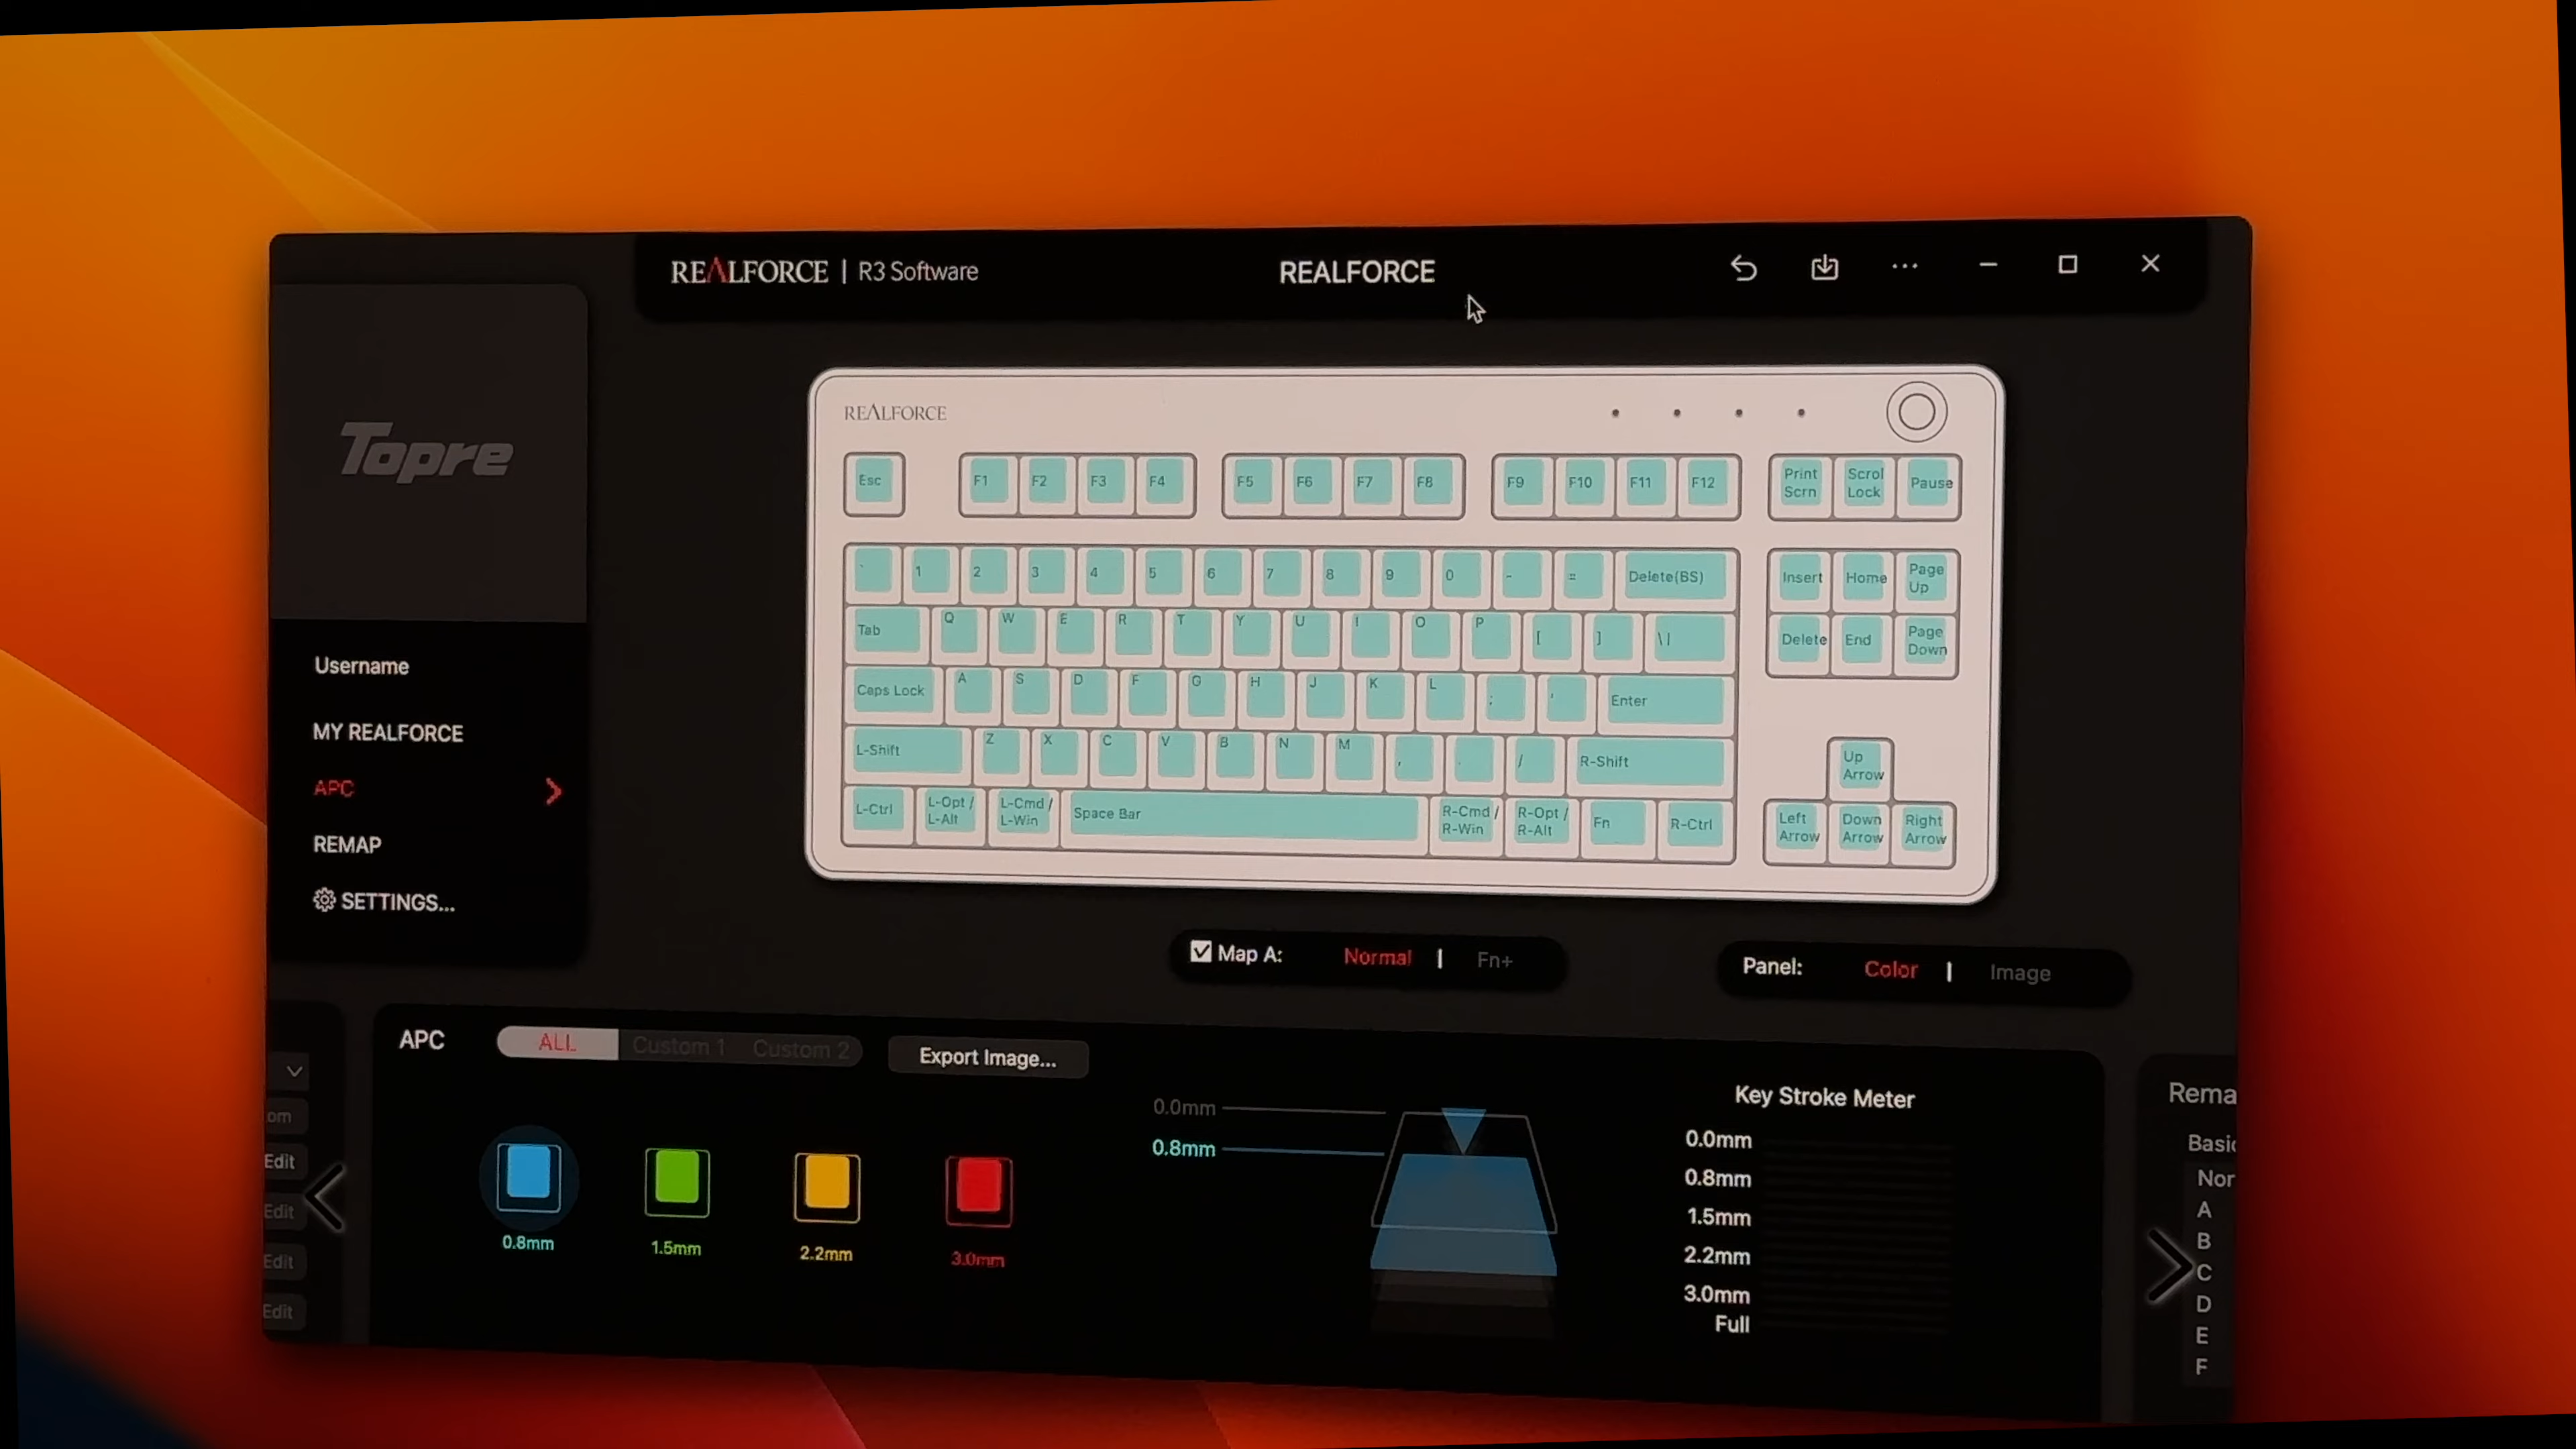 REALFORCE | R3 Software
REALFORCE
Topre
Username
MY REALFORCE
APC
REMAP
SETTINGS...
REALFORCE
Esc F1 F2 F3 F4 F5 F6 F7 F8 F9 F10 F11 F12 Print Scrn Scrol Lock Pause
` 1 2 3 4 5 6 7 8 9 0 - = Delete(BS) Insert Home Page Up
Tab Q W E R T Y U I O P [ ] \ | Delete End Page Down
Caps Lock A S D F G H J K L ; ' Enter
L-Shift Z X C V B N M , . / R-Shift Up Arrow
L-Ctrl L-Opt / L-Alt L-Cmd / L-Win Space Bar R-Cmd / R-Win R-Opt / R-Alt Fn R-Ctrl Left Arrow Down Arrow Right Arrow
Map A: Normal | Fn+
Panel: Color | Image
om
Edit
Edit
Edit
Edit
APC ALL Custom 1 Custom 2 Export Image...
0.8mm 1.5mm 2.2mm 3.0mm
0.0mm
0.8mm
Key Stroke Meter
0.0mm
0.8mm
1.5mm
2.2mm
3.0mm
Full
Rema
Basic
Nor
A
B
C
D
E
F